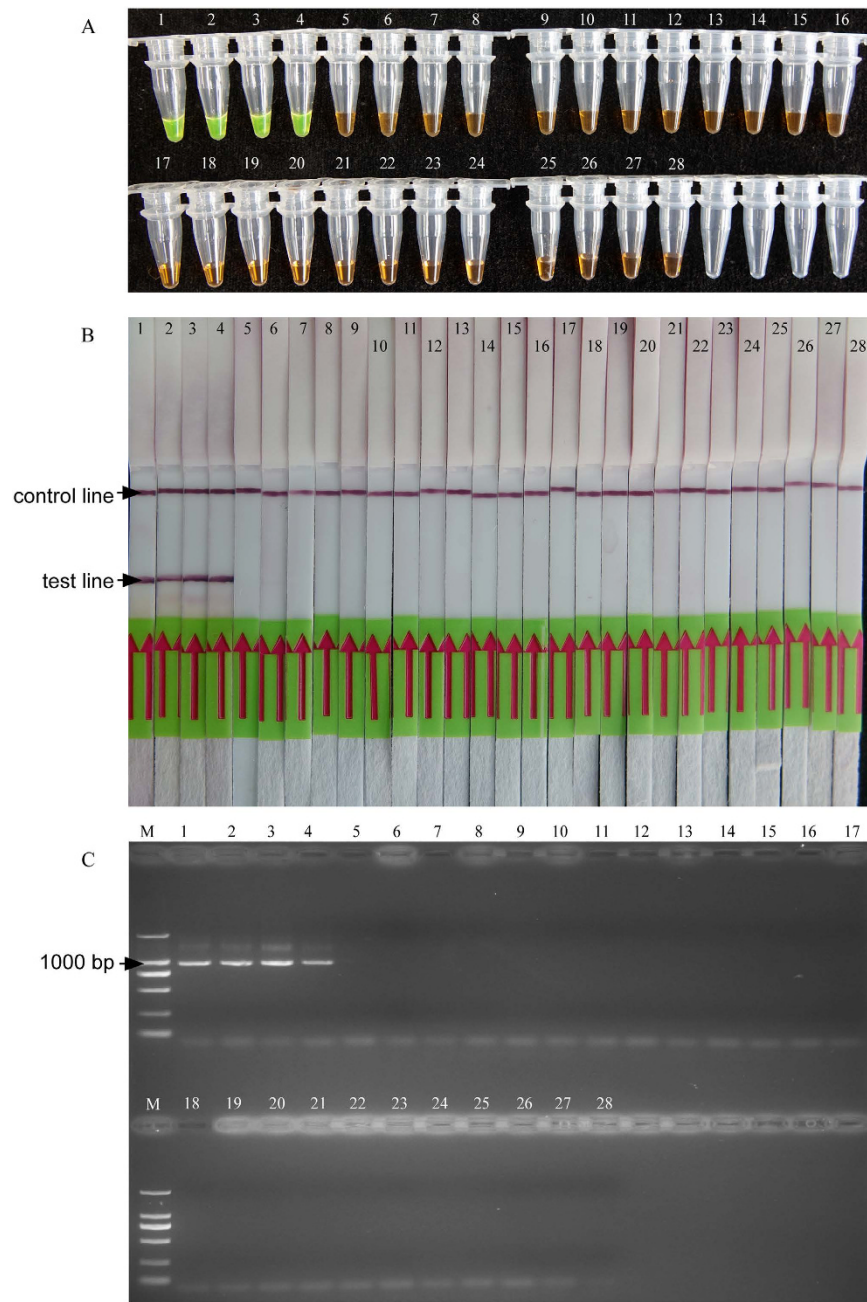 A
1 2 3 4 5 6 7 8 9 10 11 12 13 14 15 16
17 18 19 20 21 22 23 24 25 26 27 28
B
1 2 3 4 5 6 7 8 9 11 13 15 17 19 21 23 25 27
10 12 14 16 18 20 22 24 26 28
control line
test line
M 1 2 3 4 5 6 7 8 9 10 11 12 13 14 15 16 17
C
1000 bp
M 18 19 20 21 22 23 24 25 26 27 28